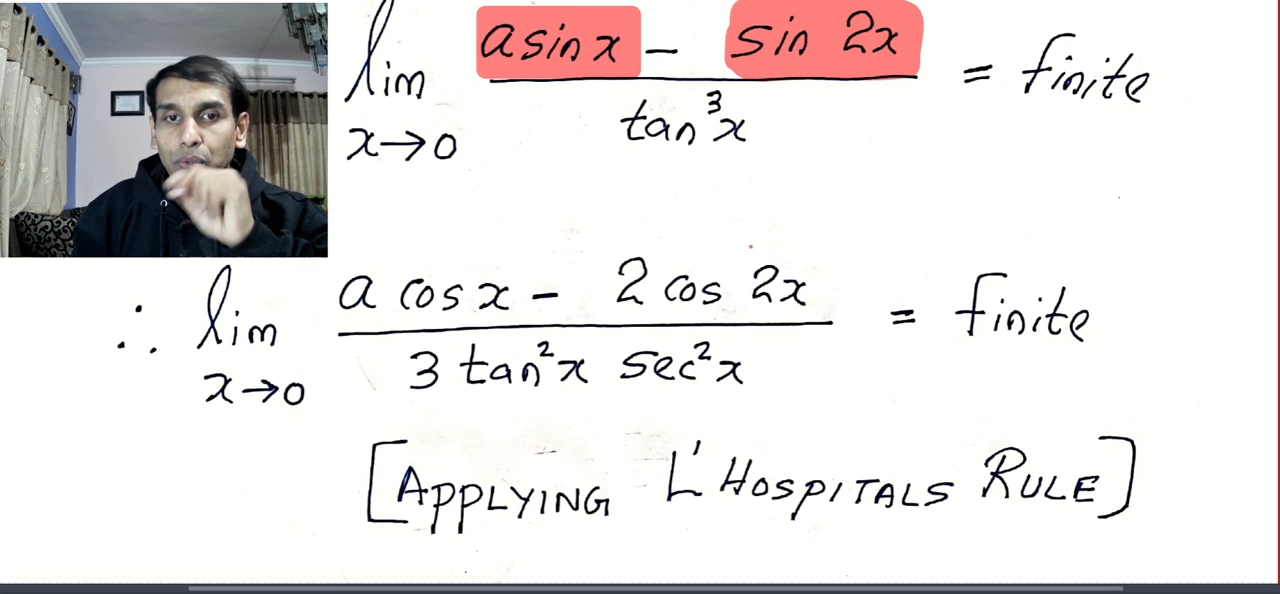 lim x→0 (a sin x − sin 2x) / (tan³x) = finite
∴ lim x→0 (a cos x − 2 cos 2x) / (3 tan²x sec²x) = finite
[APPLYING L'HOSPITALS RULE]